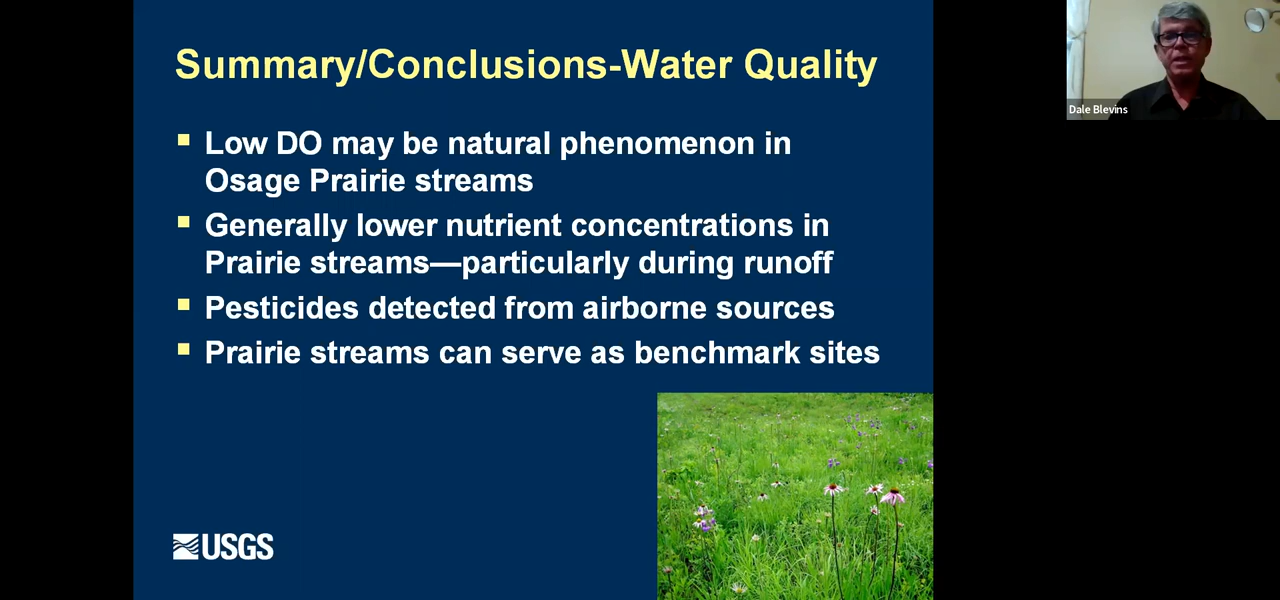 Summary/Conclusions-Water Quality
Low DO may be natural phenomenon in
Osage Prairie streams
Generally lower nutrient concentrations in
Prairie streams—particularly during runoff
Pesticides detected from airborne sources
Prairie streams can serve as benchmark sites
USGS
Dale Blevins